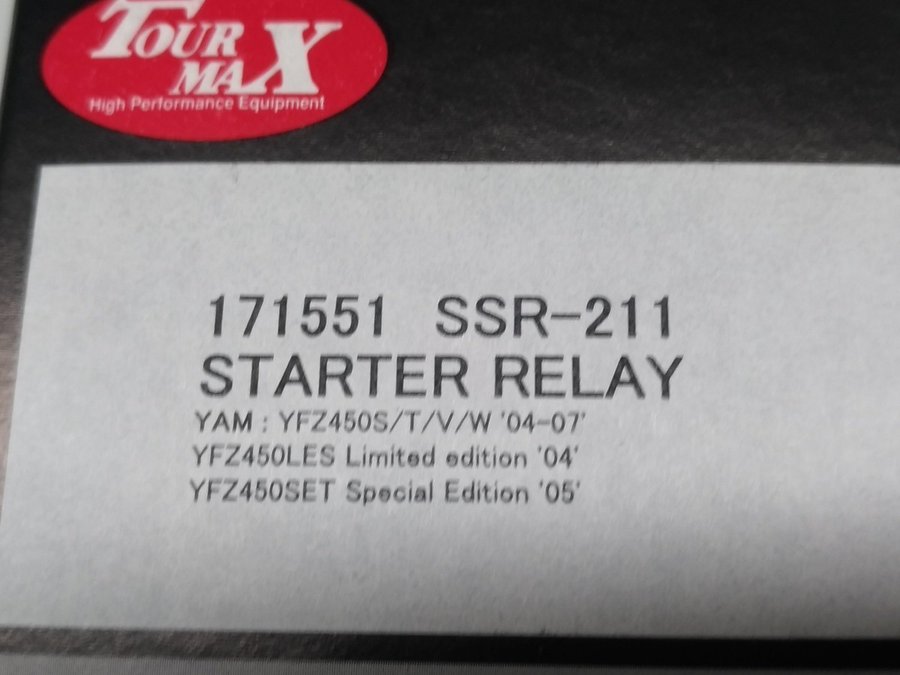 TOUR
MAX
High Performance Equipment
171551 SSR-211
STARTER RELAY
YAM : YFZ450S/T/V/W '04-07'
YFZ450LES Limited edition '04'
YFZ450SET Special Edition '05'